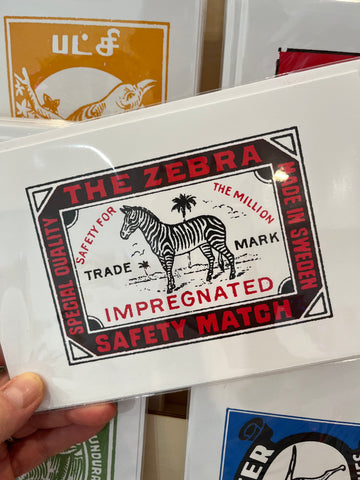 பட்சி
THE ZEBRA
SPECIAL QUALITY
SAFETY FOR
THE MILLION
MADE IN SWEDEN
TRADE
MARK
IMPREGNATED
SAFETY MATCH